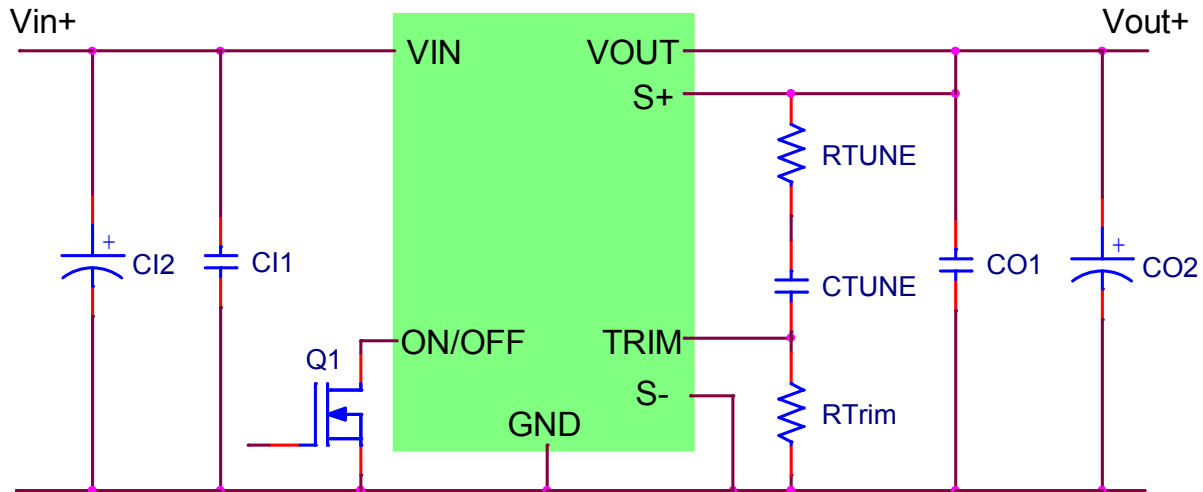 Vin+
Vout+
VIN
VOUT
S+
RTUNE
+
CI2
CI1
CTUNE
CO1
+
CO2
ON/OFF
TRIM
Q1
S-
RTrim
GND